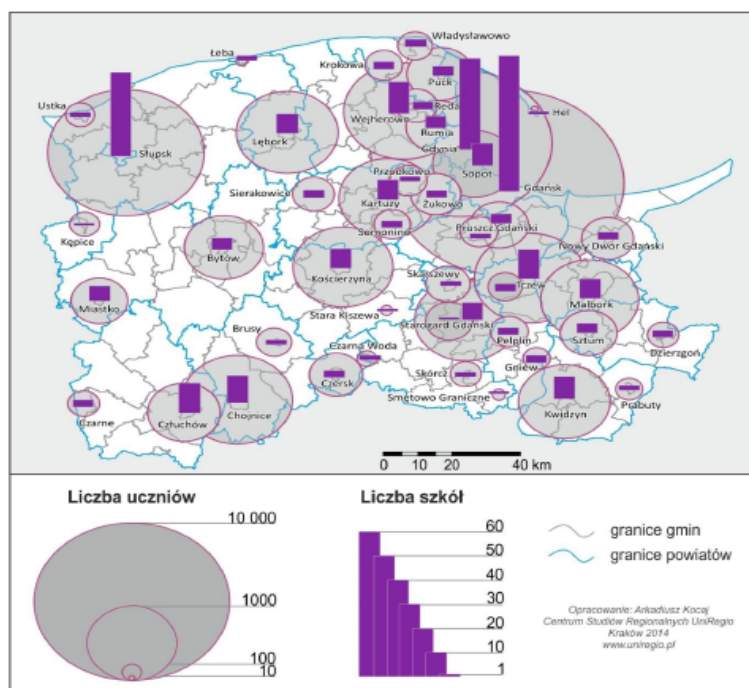 Władysławowo
Łeba
Krokowa
Puck
Ustka
Hel
Reda
Wejherowo
Rumia
Lębork
Słupsk
Gdynia
Sopot
Przodkowo
Sierakowice
Gdańsk
Kartuzy
Żukowo
Somonino
Pruszcz Gdański
Kępice
Nowy Dwór Gdański
Bytów
Kościerzyna
Skarszewy
Tczew
Malbork
Miastko
Stara Kiszewa
Starogard Gdański
Brusy
Pelplin
Sztum
Czarna Woda
Dzierzgoń
Gniew
Skórcz
Czersk
Smętowo Graniczne
Prabuty
Kwidzyn
Czarne
Człuchów
Chojnice
0 5 10 20 30 40 km
Liczba uczniów
10 000
1000
100
10
Liczba szkół
60
50
40
30
20
10
1
granice gmin
granice powiatów
Opracowanie: Arkadiusz Kocaj
Centrum Studiów Regionalnych UniRegio
Kraków 2014
www.uniregio.pl